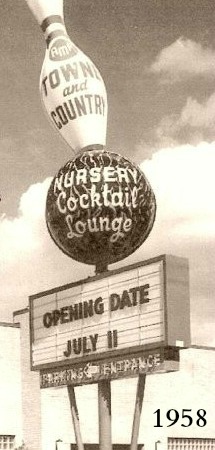 AMF
TOWN
and
COUNTRY
NURSERY
Cocktail
Lounge
OPENING DATE
JULY 11
PARKING ENTRANCE
1958